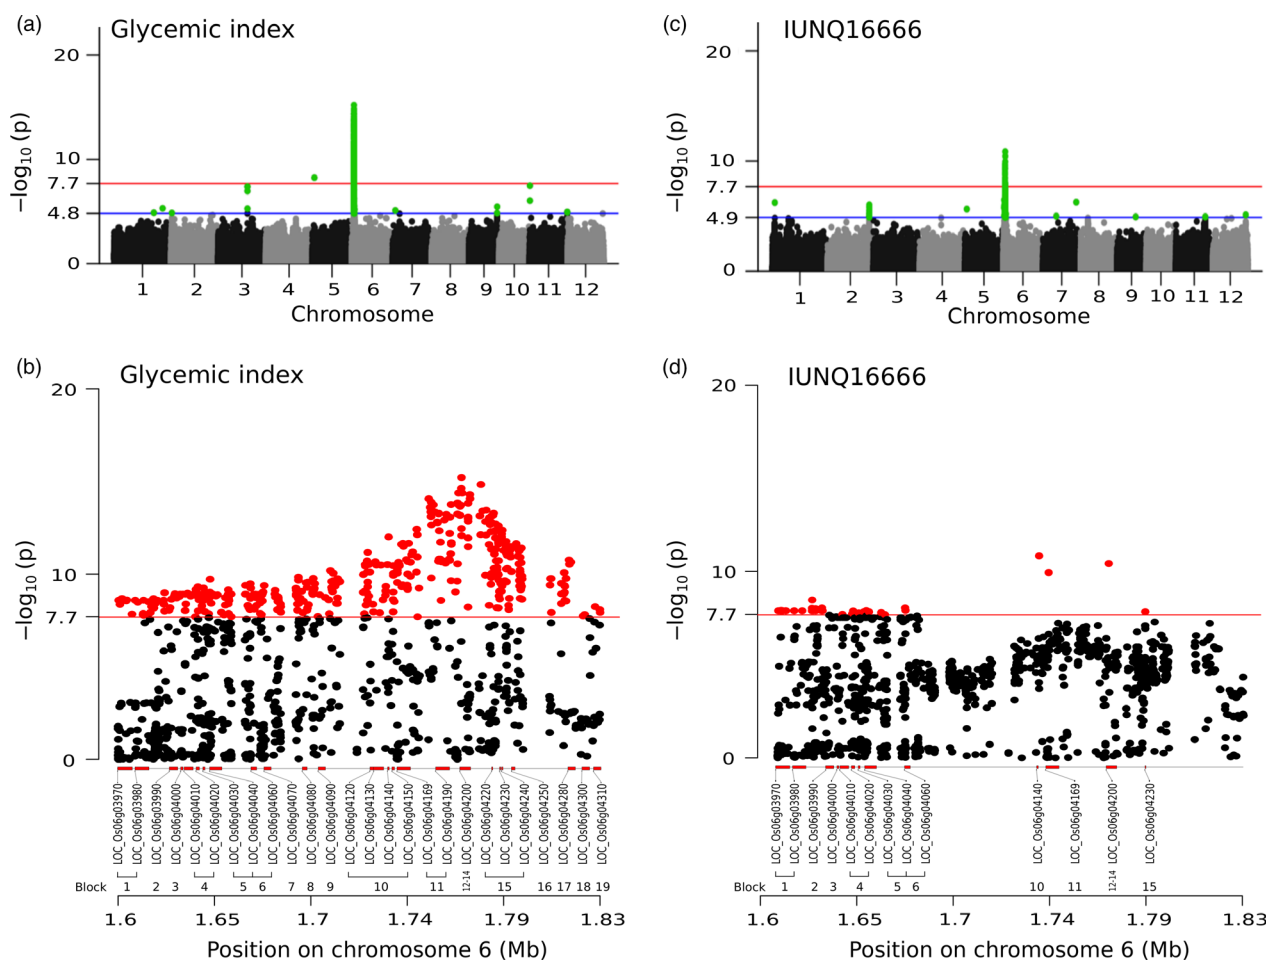 (a)
Glycemic index
20
10
7.7
4.8
0
−log10 (p)
1 2 3 4 5 6 7 8 9 10 11 12
Chromosome
(c)
IUNQ16666
20
10
7.7
4.9
0
−log10 (p)
1 2 3 4 5 6 7 8 9 10 11 12
Chromosome
(b)
Glycemic index
20
10
7.7
0
−log10 (p)
LOC_Os06g03970
LOC_Os06g03980
LOC_Os06g03990
LOC_Os06g04000
LOC_Os06g04010
LOC_Os06g04020
LOC_Os06g04030
LOC_Os06g04040
LOC_Os06g04060
LOC_Os06g04070
LOC_Os06g04080
LOC_Os06g04090
LOC_Os06g04120
LOC_Os06g04130
LOC_Os06g04140
LOC_Os06g04150
LOC_Os06g04169
LOC_Os06g04190
LOC_Os06g04200
LOC_Os06g04220
LOC_Os06g04230
LOC_Os06g04240
LOC_Os06g04250
LOC_Os06g04280
LOC_Os06g04300
LOC_Os06g04310
Block 1 2 3 4 5 6 7 8 9 10 11 12-14 15 16 17 18 19
1.6 1.65 1.7 1.74 1.79 1.83
Position on chromosome 6 (Mb)
(d)
IUNQ16666
20
10
7.7
0
−log10 (p)
LOC_Os06g03970
LOC_Os06g03980
LOC_Os06g03990
LOC_Os06g04000
LOC_Os06g04010
LOC_Os06g04020
LOC_Os06g04030
LOC_Os06g04040
LOC_Os06g04060
LOC_Os06g04140
LOC_Os06g04169
LOC_Os06g04200
LOC_Os06g04230
Block 1 2 3 4 5 6 10 11 12-14 15
1.6 1.65 1.7 1.74 1.79 1.83
Position on chromosome 6 (Mb)